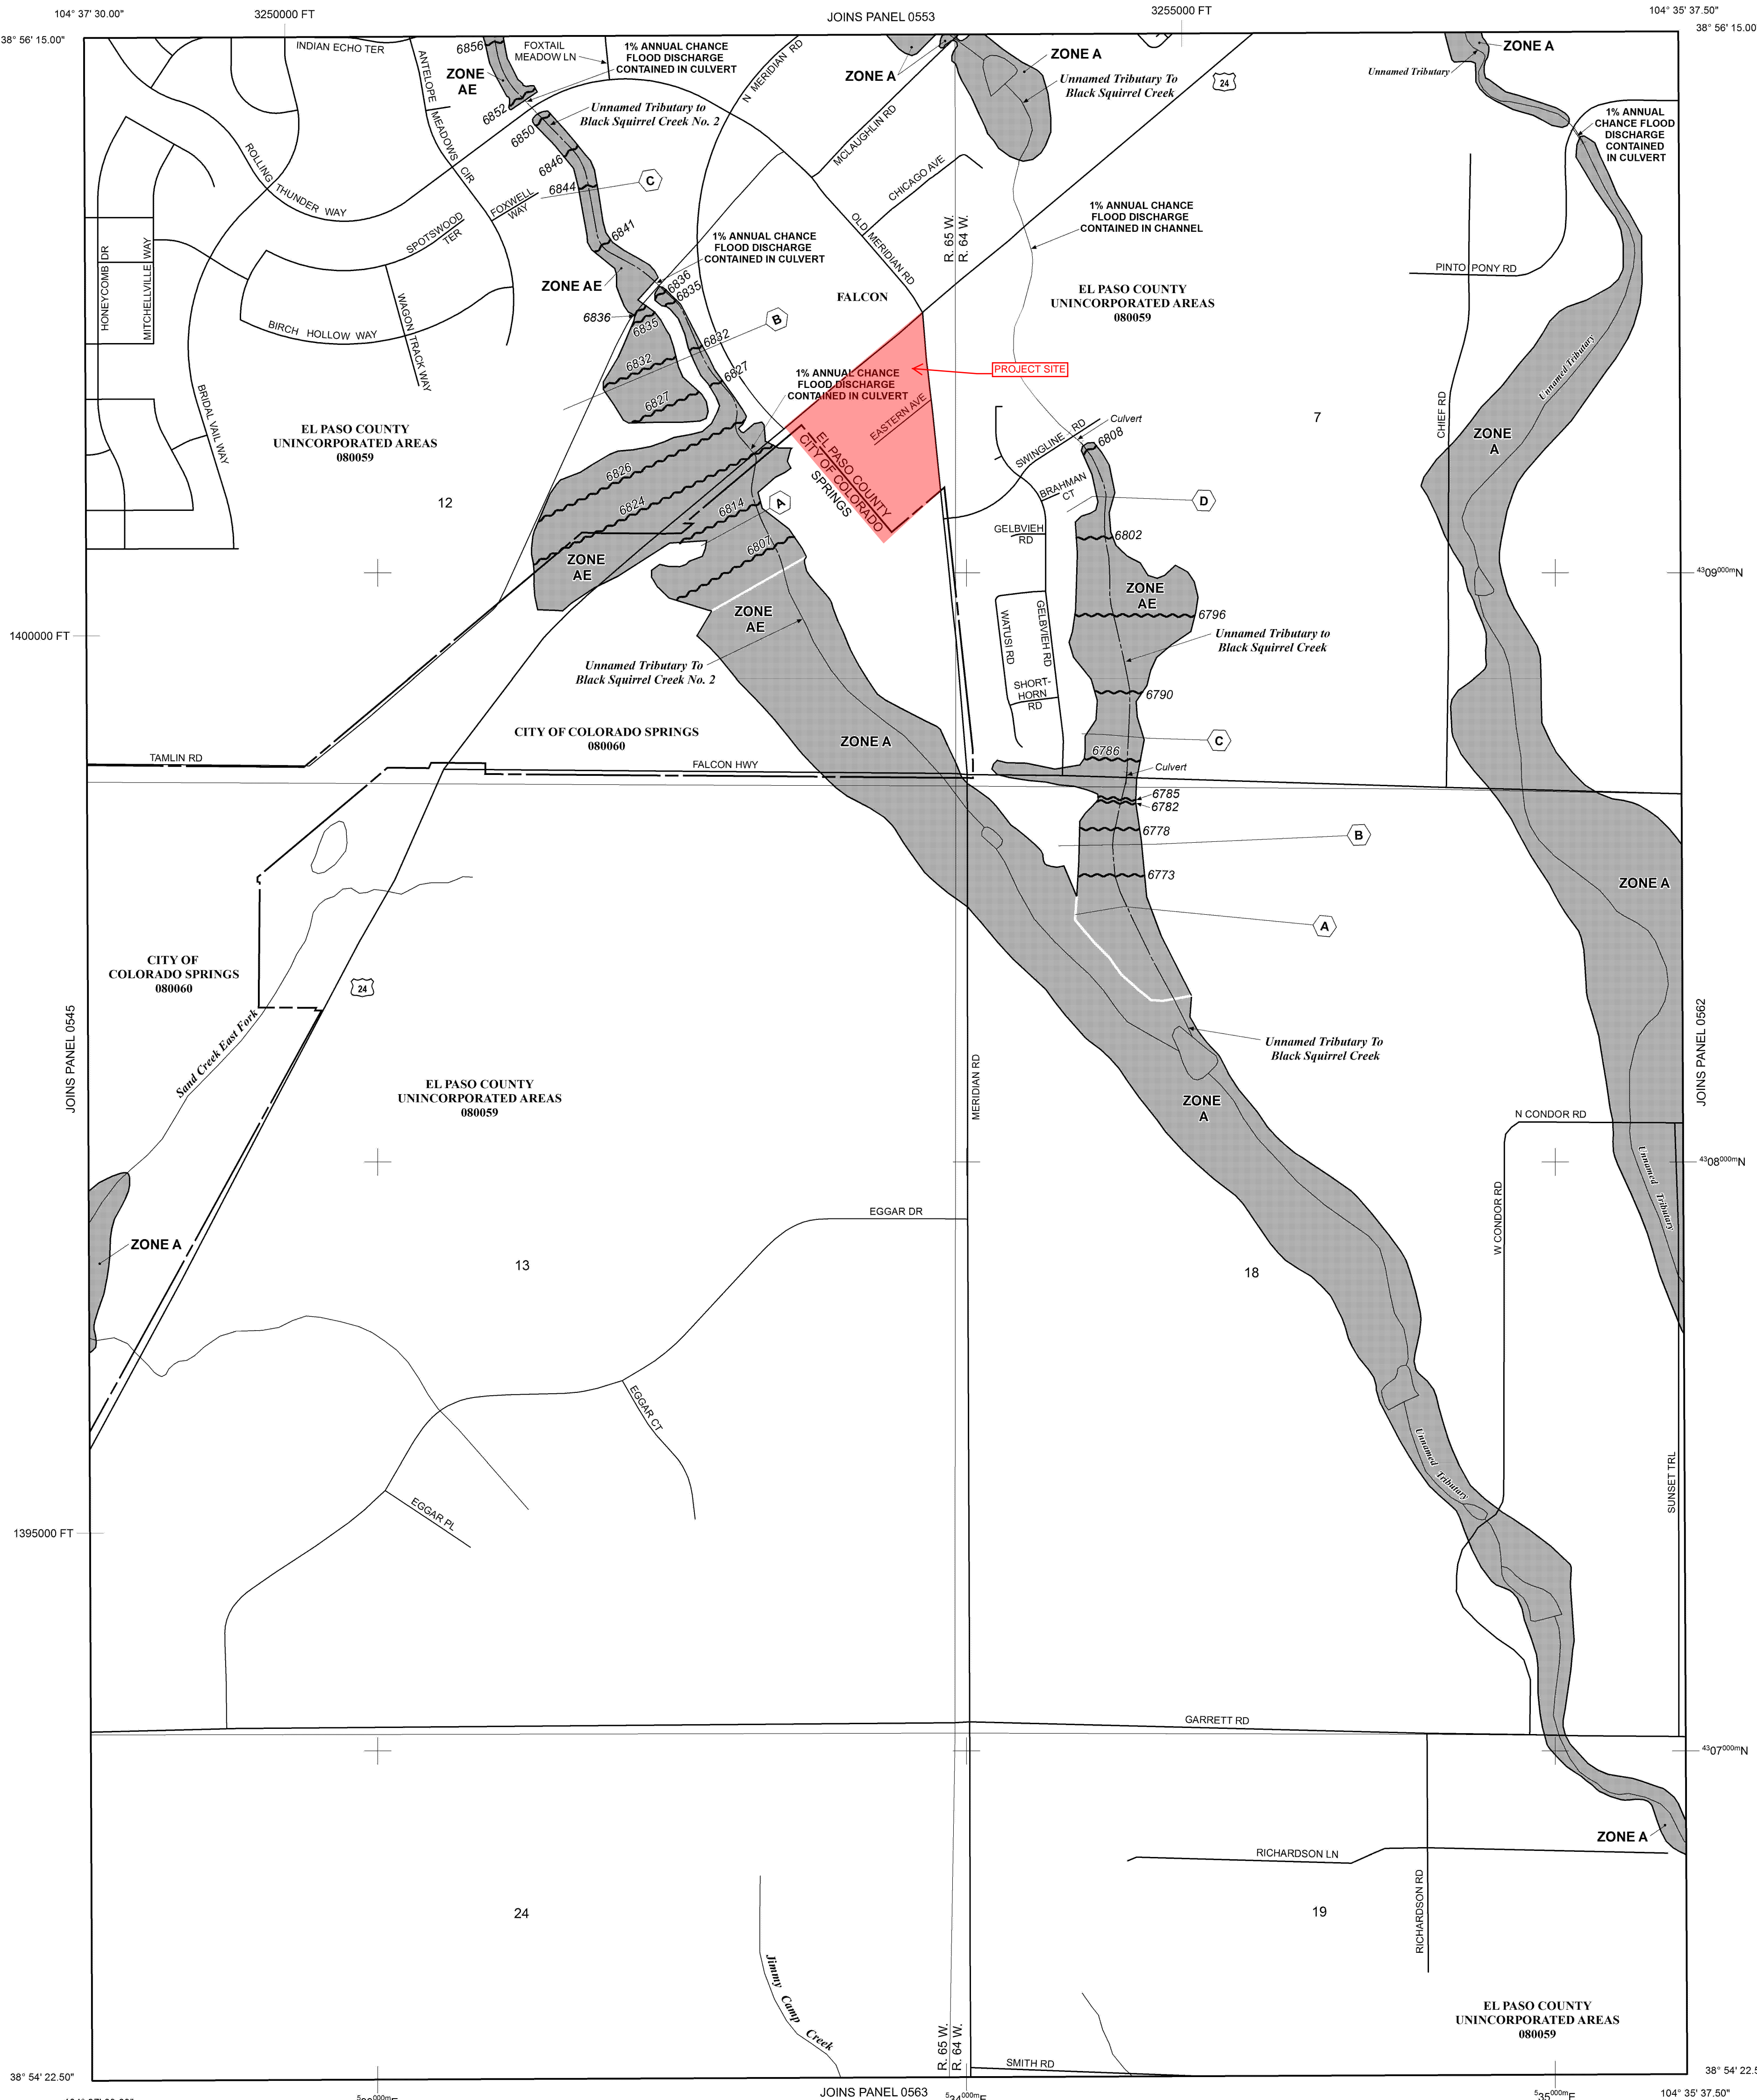 104° 37' 30.00"
3250000 FT
JOINS PANEL 0553
3255000 FT
104° 35' 37.50"
38° 56' 15.00"
38° 56' 15.00
INDIAN ECHO TER
ANTELOPE MEADOWS CIR
6856
FOXTAIL
MEADOW LN
1% ANNUAL CHANCE
FLOOD DISCHARGE
CONTAINED IN CULVERT
ZONE
AE
6852
6850
Unnamed Tributary to
Black Squirrel Creek No. 2
N MERIDIAN RD
ZONE A
ZONE A
Unnamed Tributary To
Black Squirrel Creek
24
ZONE A
Unnamed Tributary
1% ANNUAL
CHANCE FLOOD
DISCHARGE
CONTAINED
IN CULVERT
MCLAUGHLIN RD
CHICAGO AVE
6846
6844
C
ROLLING THUNDER WAY
FOXWELL
WAY
SPOTSWOOD
TER
6841
1% ANNUAL CHANCE
FLOOD DISCHARGE
CONTAINED IN CULVERT
OLD MERIDIAN RD
R. 65 W.
R. 64 W.
1% ANNUAL CHANCE
FLOOD DISCHARGE
CONTAINED IN CHANNEL
HONEYCOMB DR
MITCHELLVILLE WAY
ZONE AE
6836
6835
FALCON
EL PASO COUNTY
UNINCORPORATED AREAS
080059
PINTO PONY RD
WAGON TRACK WAY
BIRCH HOLLOW WAY
6836
6835
B
6832
6832
6827
6827
1% ANNUAL CHANCE
FLOOD DISCHARGE
CONTAINED IN CULVERT
PROJECT SITE
EASTERN AVE
Unnamed Tributary
BRIDAL VAIL WAY
EL PASO COUNTY
UNINCORPORATED AREAS
080059
12
7
CHIEF RD
ZONE
A
EL PASO COUNTY
CITY OF COLORADO
SPRINGS
Culvert
SWINGLINE RD
6808
BRAHMAN
CT
D
6826
6824
6814
A
6807
ZONE
AE
GELBVIEH
RD
6802
4309000mN
ZONE
AE
ZONE
AE
WATUSI RD
GELBVIEH RD
6796
1400000 FT
Unnamed Tributary to
Black Squirrel Creek
Unnamed Tributary To
Black Squirrel Creek No. 2
SHORT-
HORN
RD
6790
CITY OF COLORADO SPRINGS
080060
ZONE A
C
6786
TAMLIN RD
FALCON HWY
Culvert
6785
6782
6778
B
6773
ZONE A
A
CITY OF
COLORADO SPRINGS
080060
24
JOINS PANEL 0545
JOINS PANEL 0562
Sand Creek East Fork
Unnamed Tributary To
Black Squirrel Creek
EL PASO COUNTY
UNINCORPORATED AREAS
080059
MERIDIAN RD
ZONE
A
N CONDOR RD
4308000mN
Unnamed Tributary
W CONDOR RD
EGGAR DR
ZONE A
13
18
EGGAR CT
Unnamed Tributary
SUNSET TRL
EGGAR PL
1395000 FT
GARRETT RD
4307000mN
ZONE A
RICHARDSON LN
RICHARDSON RD
24
19
Jimmy Camp Creek
EL PASO COUNTY
UNINCORPORATED AREAS
080059
R. 65 W.
R. 64 W.
SMITH RD
38° 54' 22.50"
38° 54' 22.5
JOINS PANEL 0563
534000mE
535000mE
104° 35' 37.50"